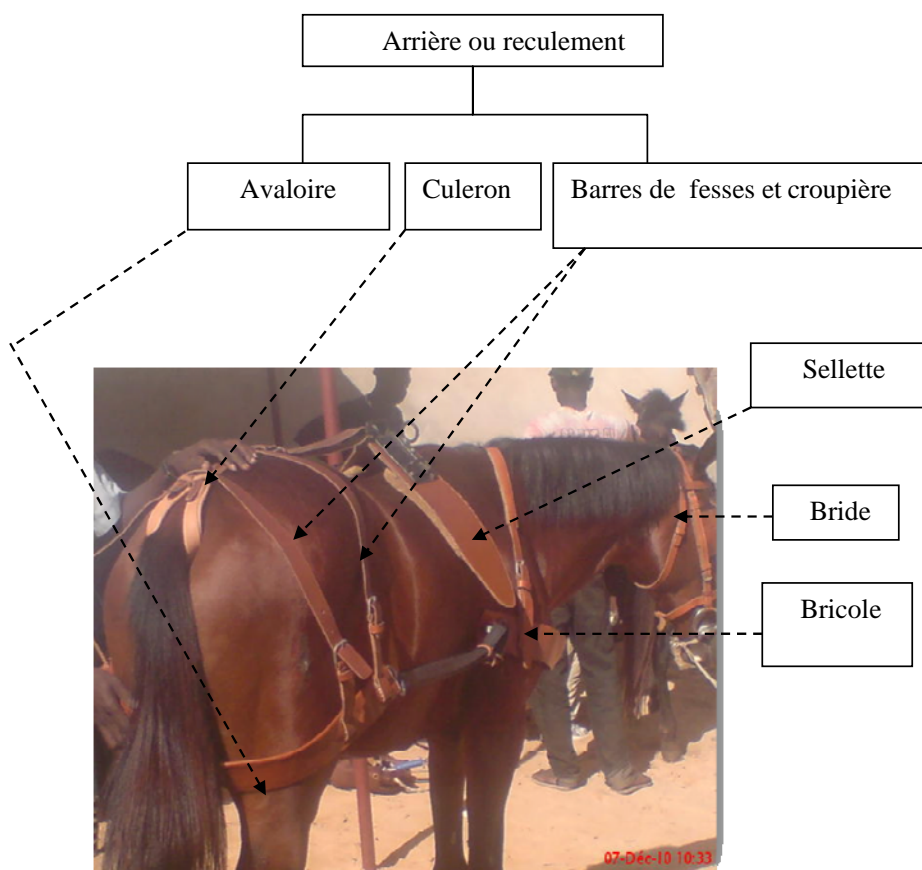 Arrière ou reculement
Avaloire
Culeron
Barres de fesses et croupière
Sellette
Bride
Bricole
07-Déc-10 10:33